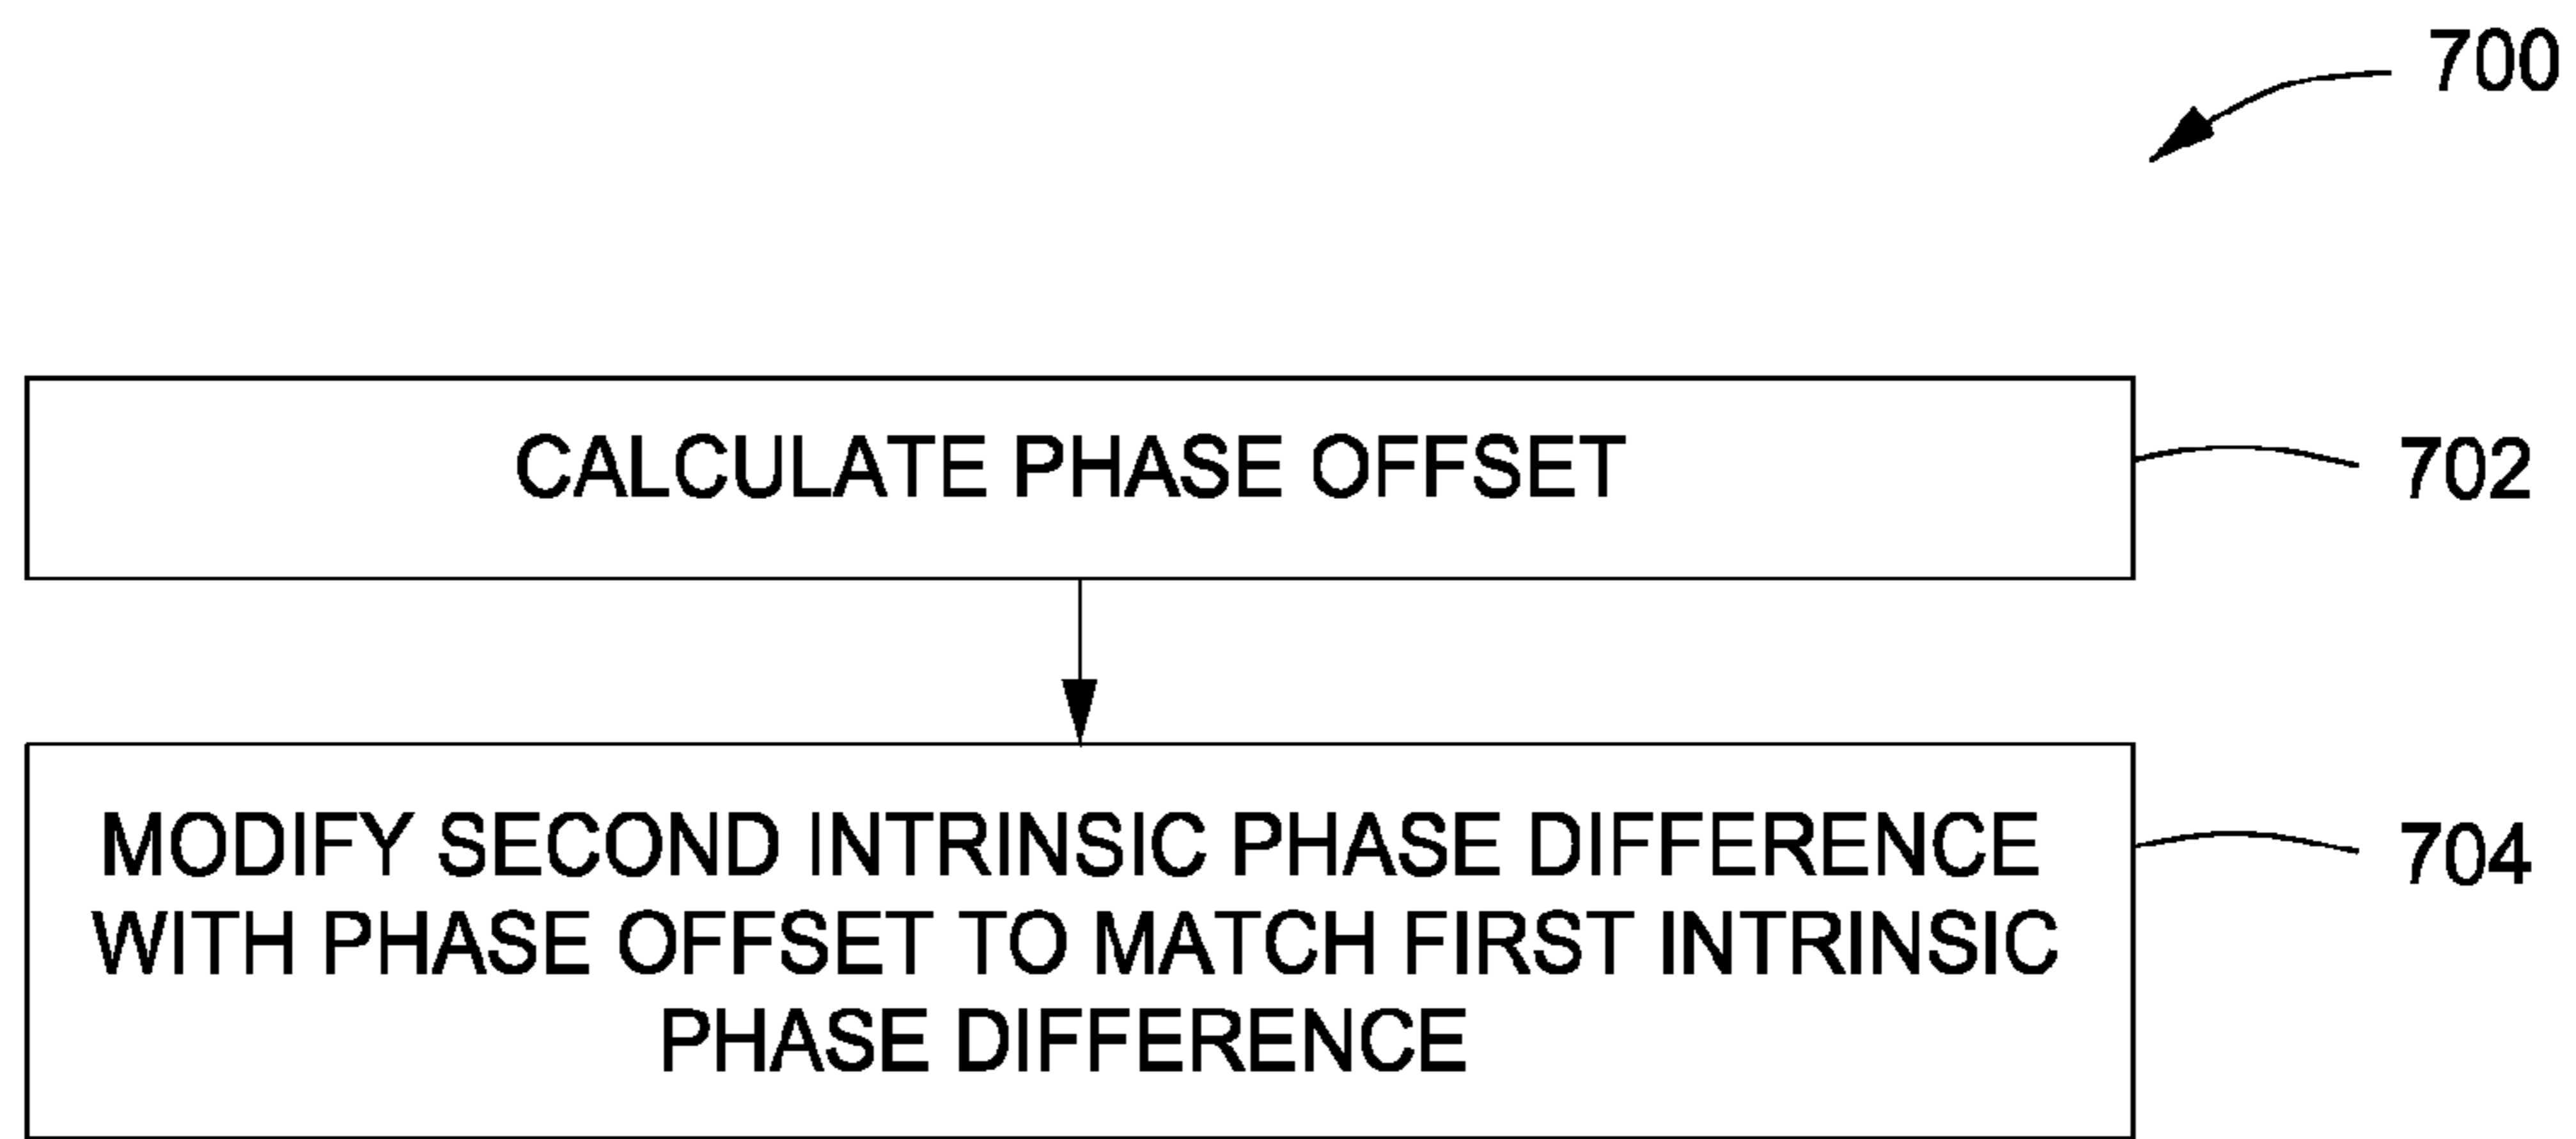 700
CALCULATE PHASE OFFSET
702
MODIFY SECOND INTRINSIC PHASE DIFFERENCE
WITH PHASE OFFSET TO MATCH FIRST INTRINSIC
PHASE DIFFERENCE
704